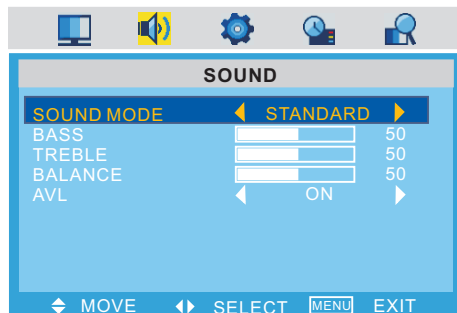 SOUND
SOUND MODE STANDARD
BASS 50
TREBLE 50
BALANCE 50
AVL ON
MOVE SELECT MENU EXIT